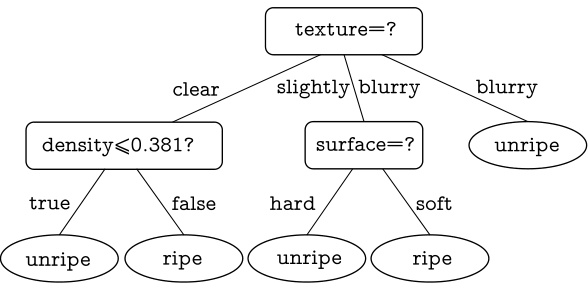 texture=?
clear
slightly blurry
blurry
density⩽0.381?
surface=?
unripe
true
false
hard
soft
unripe
ripe
unripe
ripe